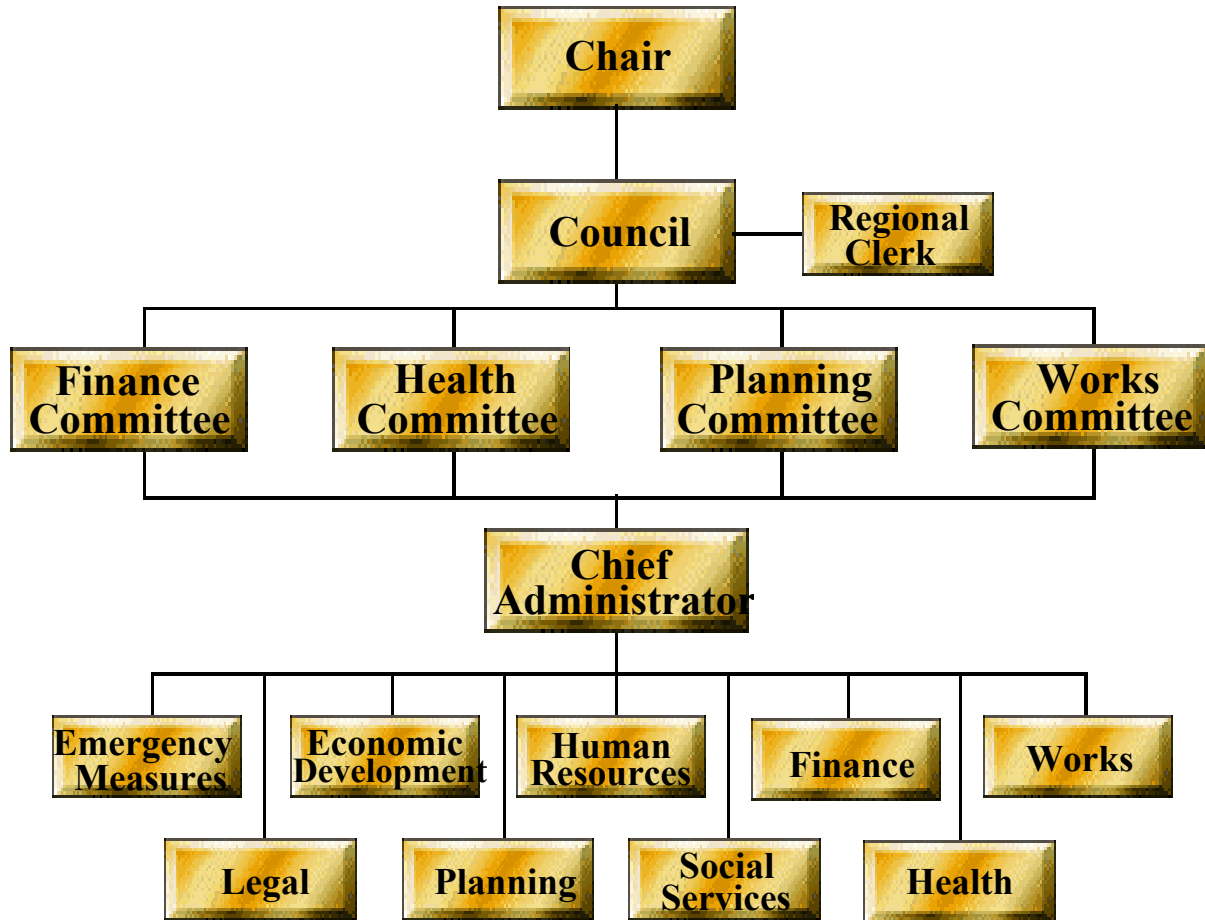 Chair
Council
Regional
Clerk
Finance
Committee
Health
Committee
Planning
Committee
Works
Committee
Chief
Administrator
Emergency
Measures
Economic
Development
Human
Resources
Finance
Works
Legal
Planning
Social
Services
Health